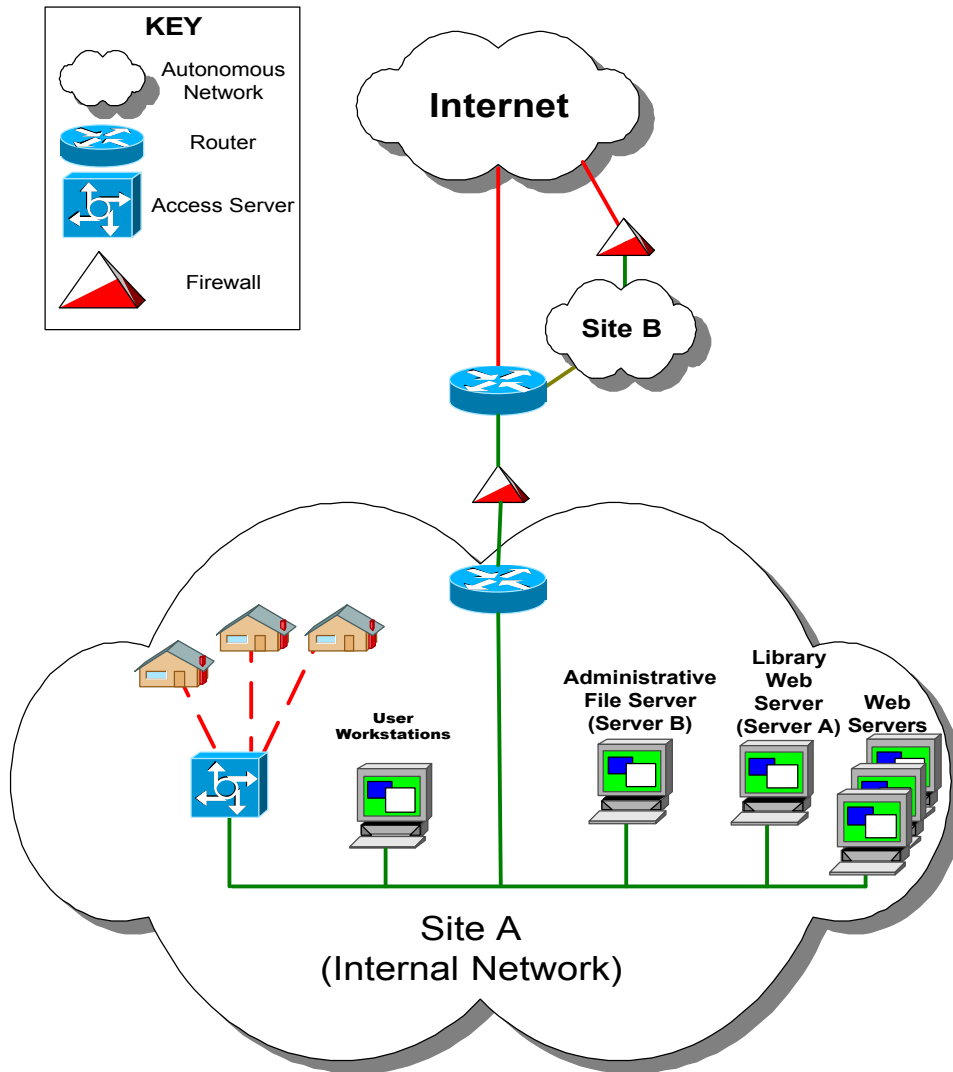 KEY
Autonomous
Network
Router
Access Server
Firewall
Internet
Site B
User
Workstations
Administrative
File Server
(Server B)
Library
Web
Server
(Server A)
Web
Servers
Site A
(Internal Network)